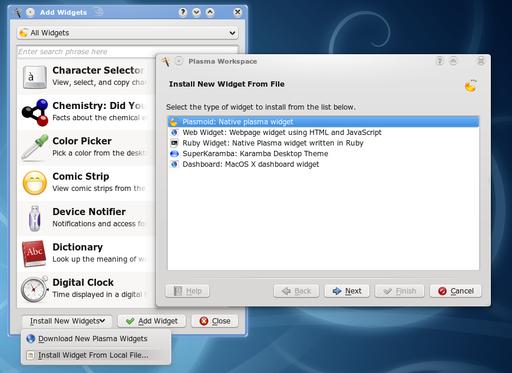 Add Widgets
All Widgets
Enter search phrase here
Character Selector
View, select, and copy char
Chemistry: Did You
Facts about the chemical e
Color Picker
Pick a color from the deskt
Comic Strip
View comic strips from the
Device Notifier
Notifications and access fo
Dictionary
Abc
Look up the meaning of w
Digital Clock
Time displayed in a digital f
Install New Widgets
Add Widget
Close
Download New Plasma Widgets
Install Widget From Local File...
Plasma Workspace
Install New Widget From File
Select the type of widget to install from the list below.
Plasmoid: Native plasma widget
Web Widget: Webpage widget using HTML and JavaScript
Ruby Widget: Native Plasma widget written in Ruby
SuperKaramba: Karamba Desktop Theme
Dashboard: MacOS X dashboard widget
Help
Back
Next
Finish
Cancel